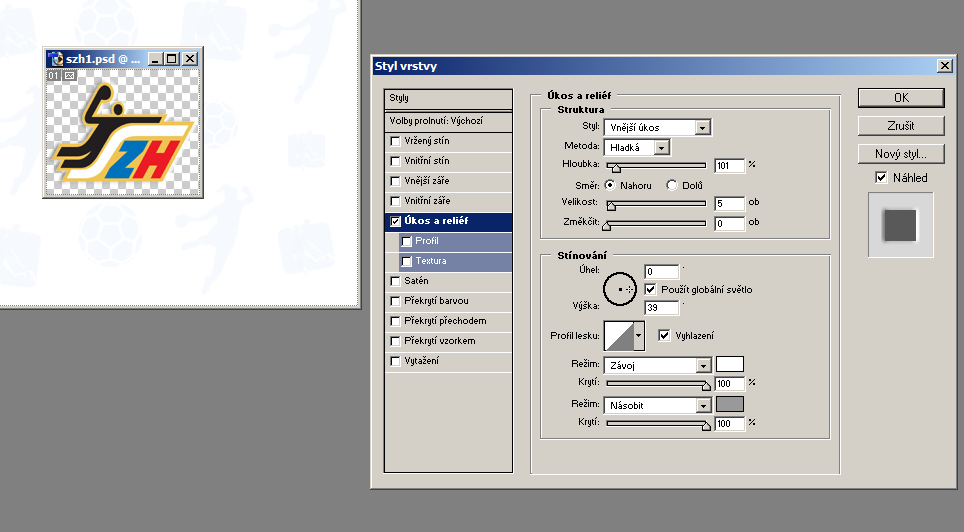 szh1.psd @ ...
01
SZH
Styl vrstvy
Styly
Volby prolnutí: Výchozí
Vržený stín
Vnitřní stín
Vnější záře
Vnitřní záře
Úkos a reliéf
Profil
Textura
Satén
Překrytí barvou
Překrytí přechodem
Překrytí vzorkem
Vytažení
Úkos a reliéf
Struktura
Styl: Vnější úkos
Metoda: Hladká
Hloubka: 101 %
Směr: Nahoru Dolů
Velikost: 5 ob
Změkčit: 0 ob
Stínování
Úhel: 0 °
Použít globální světlo
Výška: 39 °
Profil lesku: Vyhlazení
Režim: Závoj
Krytí: 100 %
Režim: Násobit
Krytí: 100 %
OK
Zrušit
Nový styl...
Náhled